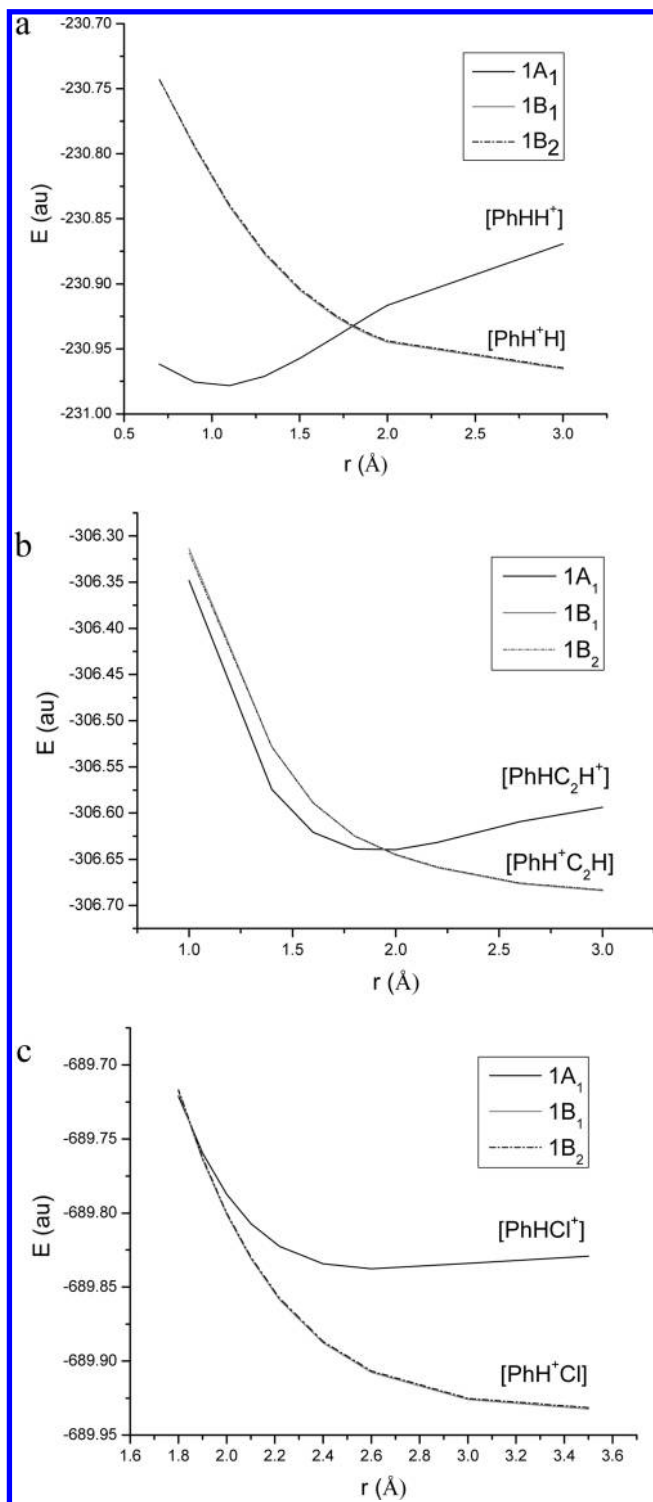 a
-230.70
-230.75
-230.80
-230.85
-230.90
-230.95
-231.00
E (au)
1A₁
1B₁
1B₂
[PhHH⁺]
[PhH⁺H]
0.5 1.0 1.5 2.0 2.5 3.0
r (Å)
b
-306.30
-306.35
-306.40
-306.45
-306.50
-306.55
-306.60
-306.65
-306.70
E (au)
1A₁
1B₁
1B₂
[PhHC₂H⁺]
[PhH⁺C₂H]
1.0 1.5 2.0 2.5 3.0
r (Å)
c
-689.70
-689.75
-689.80
-689.85
-689.90
-689.95
E (au)
1A₁
1B₁
1B₂
[PhHCl⁺]
[PhH⁺Cl]
1.6 1.8 2.0 2.2 2.4 2.6 2.8 3.0 3.2 3.4 3.6
r (Å)